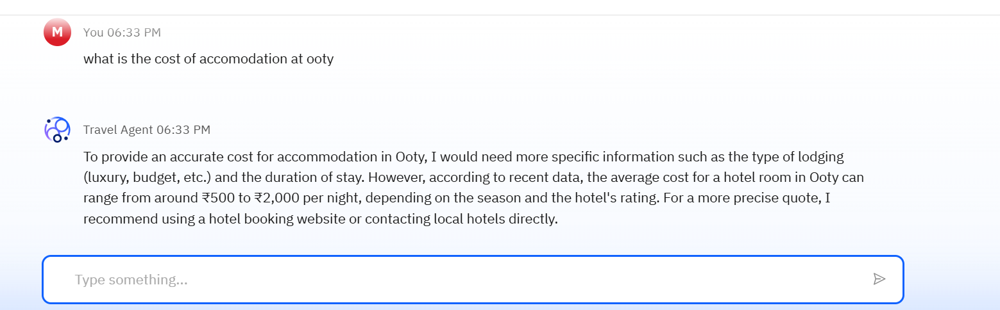 M
You 06:33 PM
what is the cost of accomodation at ooty
Travel Agent 06:33 PM
To provide an accurate cost for accommodation in Ooty, I would need more specific information such as the type of lodging
(luxury, budget, etc.) and the duration of stay. However, according to recent data, the average cost for a hotel room in Ooty can
range from around ₹500 to ₹2,000 per night, depending on the season and the hotel's rating. For a more precise quote, I
recommend using a hotel booking website or contacting local hotels directly.
Type something...